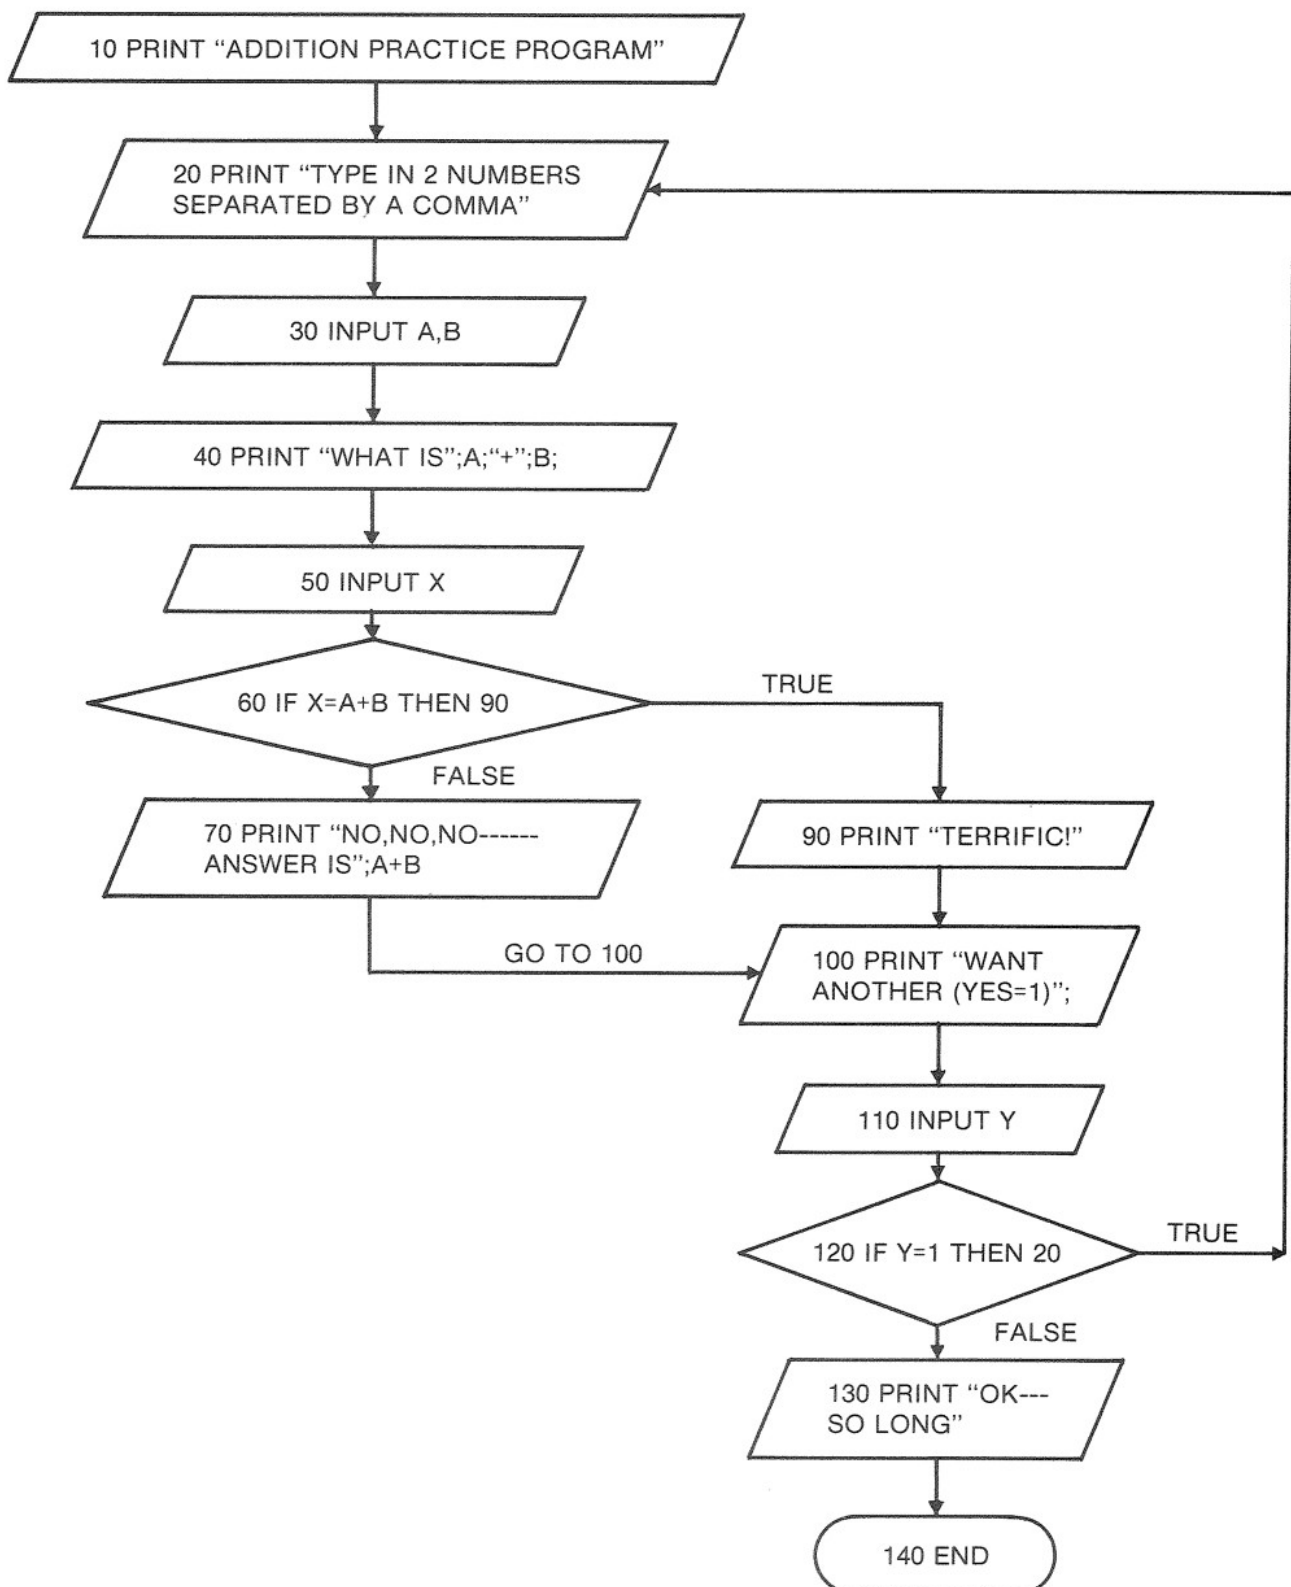 10 PRINT “ADDITION PRACTICE PROGRAM”
20 PRINT “TYPE IN 2 NUMBERS
SEPARATED BY A COMMA”
30 INPUT A,B
40 PRINT “WHAT IS”;A;“+”;B;
50 INPUT X
60 IF X=A+B THEN 90
TRUE
FALSE
70 PRINT “NO,NO,NO------
ANSWER IS”;A+B
90 PRINT “TERRIFIC!”
GO TO 100
100 PRINT “WANT
ANOTHER (YES=1)”;
110 INPUT Y
120 IF Y=1 THEN 20
TRUE
FALSE
130 PRINT “OK---
SO LONG”
140 END